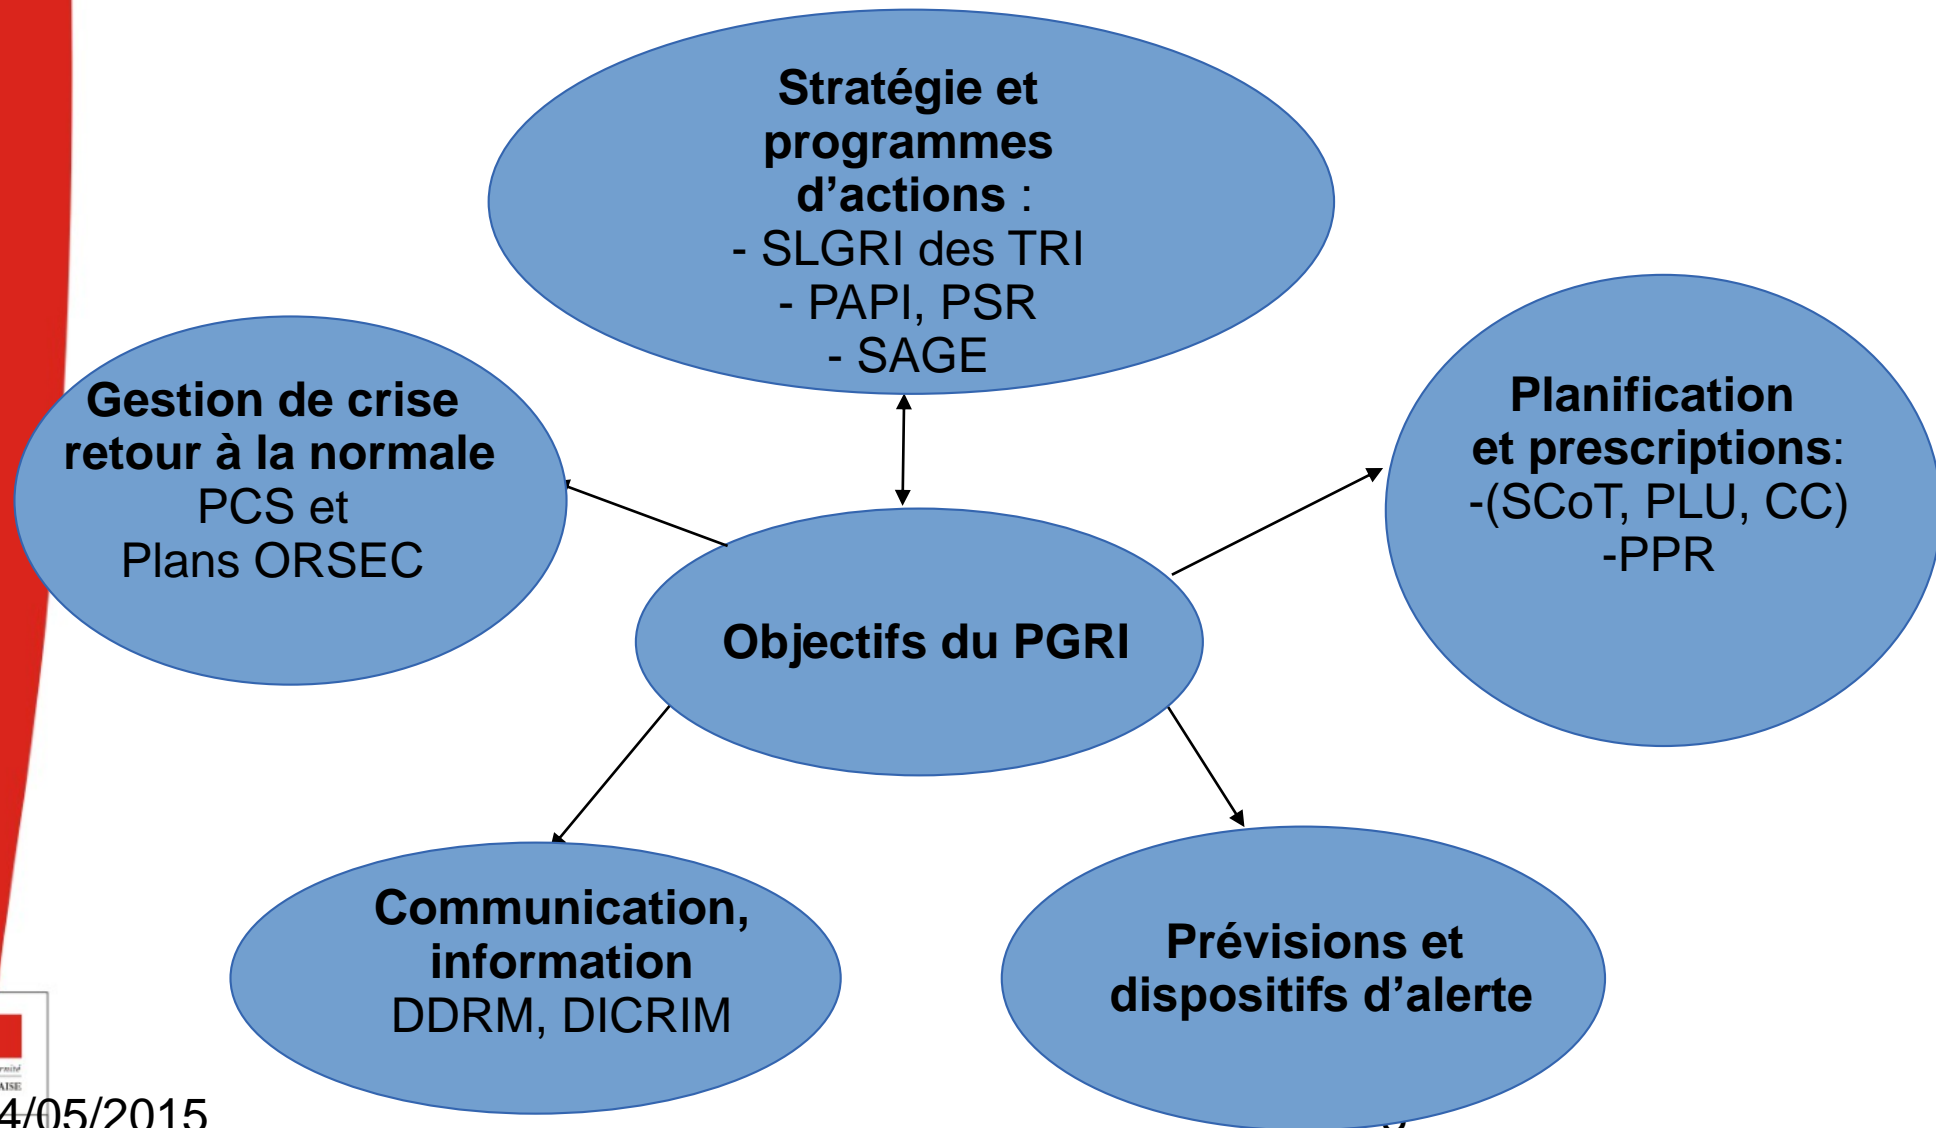 Stratégie et
programmes
d’actions :
- SLGRI des TRI
- PAPI, PSR
- SAGE
Gestion de crise
retour à la normale
PCS et
Plans ORSEC
Planification
et prescriptions:
-(SCoT, PLU, CC)
-PPR
Objectifs du PGRI
Communication,
information
DDRM, DICRIM
Prévisions et
dispositifs d’alerte
4/05/2015